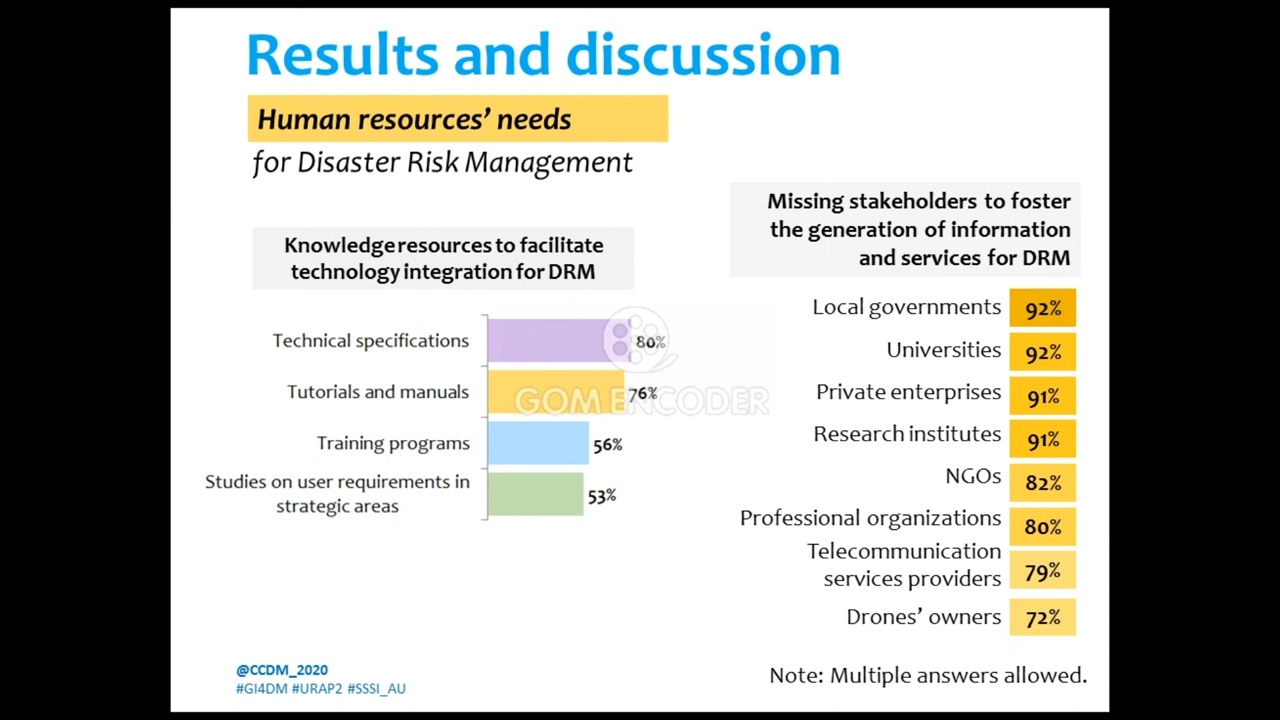 Results and discussion
Human resources' needs
for Disaster Risk Management
Knowledge resources to facilitate
technology integration for DRM
Technical specifications 80%
Tutorials and manuals 76%
Training programs 56%
Studies on user requirements in
strategic areas 53%
GOM ENCODER
Missing stakeholders to foster
the generation of information
and services for DRM
Local governments 92%
Universities 92%
Private enterprises 91%
Research institutes 91%
NGOs 82%
Professional organizations 80%
Telecommunication
services providers 79%
Drones' owners 72%
Note: Multiple answers allowed.
@CCDM_2020
#GI4DM #URAP2 #SSSI_AU